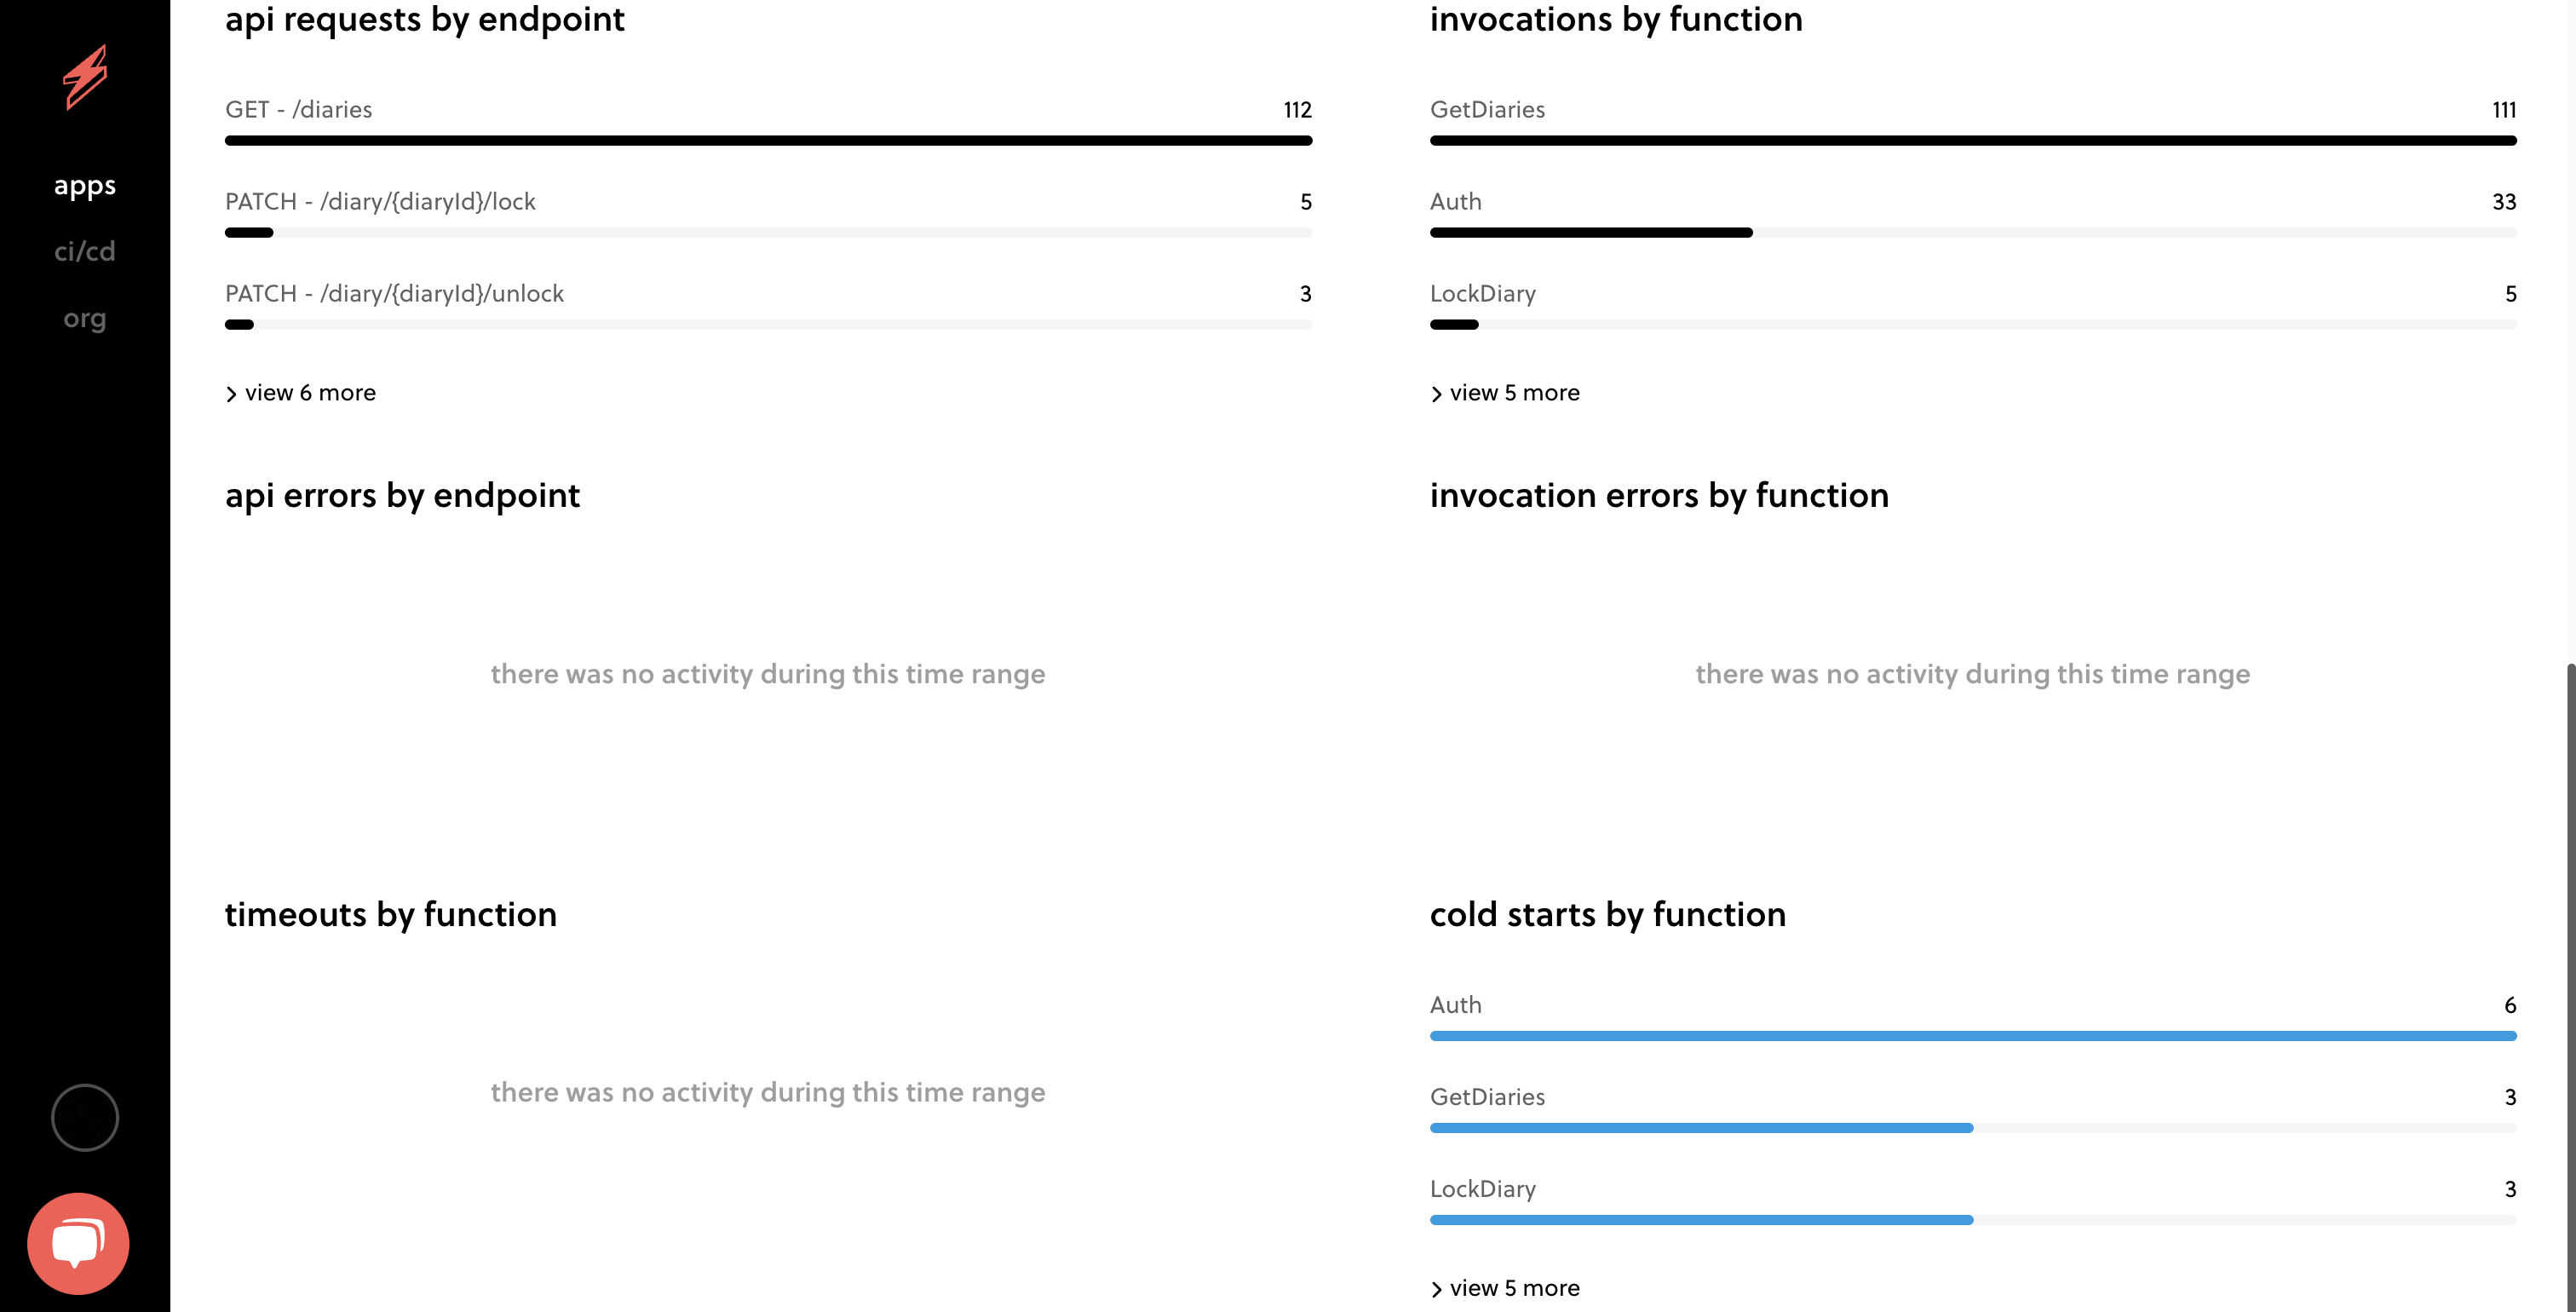 apps
ci/cd
org
api requests by endpoint
GET - /diaries 112
PATCH - /diary/{diaryId}/lock 5
PATCH - /diary/{diaryId}/unlock 3
view 6 more
invocations by function
GetDiaries 111
Auth 33
LockDiary 5
view 5 more
api errors by endpoint
there was no activity during this time range
invocation errors by function
there was no activity during this time range
timeouts by function
there was no activity during this time range
cold starts by function
Auth 6
GetDiaries 3
LockDiary 3
view 5 more